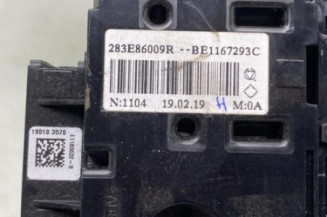 283E86009R --BE1167293C
N:1104 19.02.19 H M:0A
19010 3570